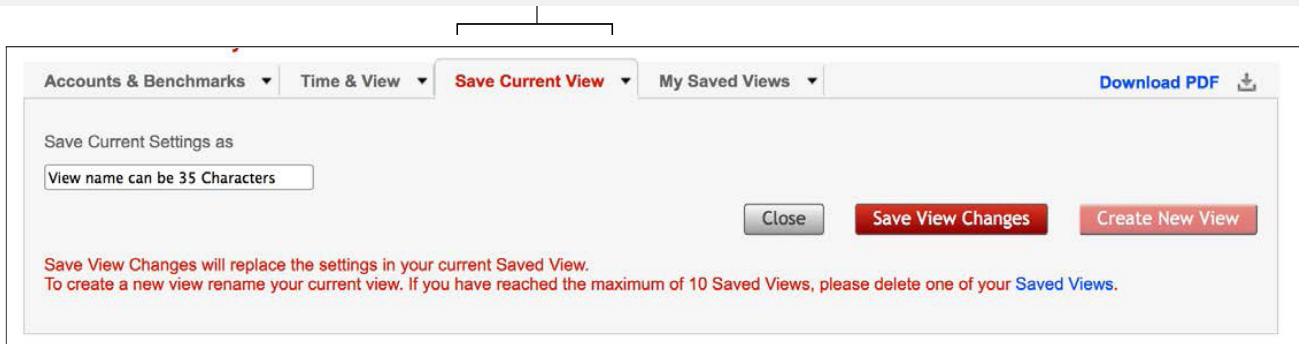 Accounts & Benchmarks Time & View Save Current View My Saved Views Download PDF
Save Current Settings as
View name can be 35 Characters
Close Save View Changes Create New View
Save View Changes will replace the settings in your current Saved View.
To create a new view rename your current view. If you have reached the maximum of 10 Saved Views, please delete one of your Saved Views.